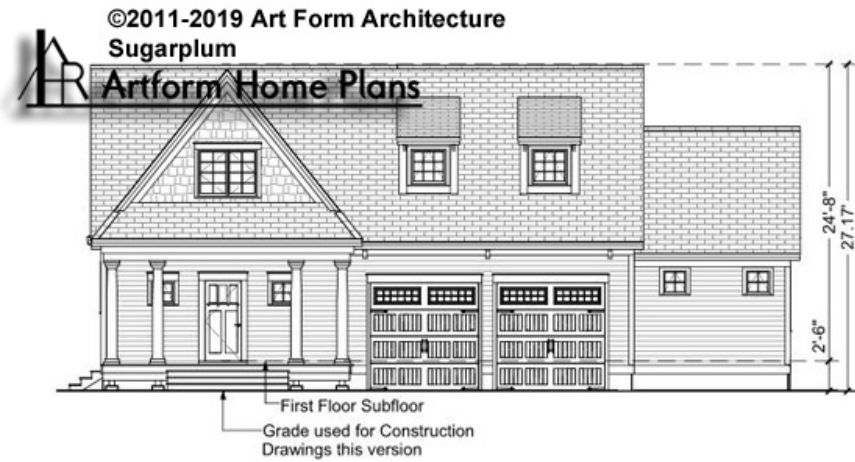 ©2011-2019 Art Form Architecture
Sugarplum
AR Artform Home Plans
24'-8"
27.17'
2'-6"
First Floor Subfloor
Grade used for Construction
Drawings this version